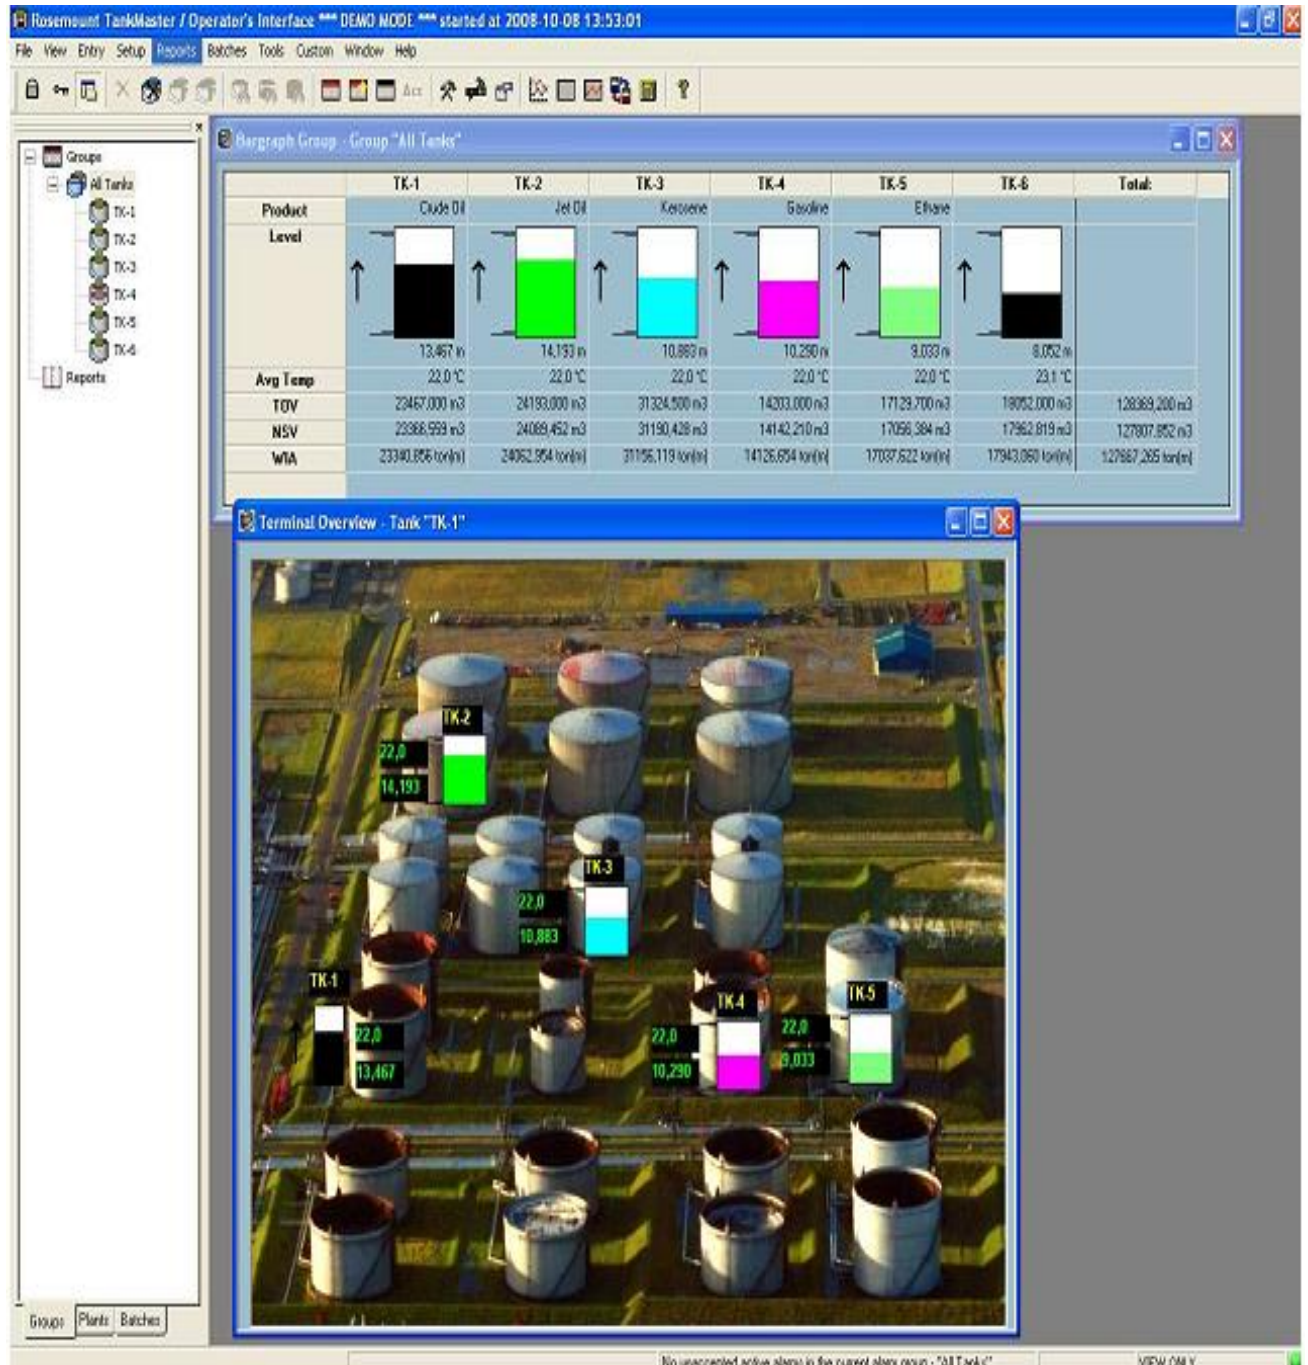 Rosemount TankMaster / Operator's Interface *** DEMO MODE *** started at 2008-10-08 13:53:01
File View Entry Setup Reports Batches Tools Custom Window Help
Groups
All Tanks
TK-1
TK-2
TK-3
TK-4
TK-5
TK-6
Reports
Bargraph Group - Group "All Tanks"
TK-1 TK-2 TK-3 TK-4 TK-5 TK-6 Total:
Product Crude Oil Jet Oil Kerosene Gasoline Ethane
Level
13,467 m 14,193 m 10,883 m 10,290 m 9,033 m 8,052 m
Avg Temp 22,0 °C 22,0 °C 22,0 °C 22,0 °C 22,0 °C 23,1 °C
TOV 23467,000 m3 24193,000 m3 31324,500 m3 14203,000 m3 17129,700 m3 18052,000 m3 128369,200 m3
NSV 23366,559 m3 24089,452 m3 31190,428 m3 14142,210 m3 17056,384 m3 17962,819 m3 127807,852 m3
WIA 23340,856 ton(m) 24062,954 ton(m) 31156,119 ton(m) 14126,654 ton(m) 17037,622 ton(m) 17943,060 ton(m) 127667,265 ton(m)
Terminal Overview - Tank "TK-1"
TK-2
22,0
14,193
TK-3
22,0
10,883
TK-1
22,0
13,467
TK-4
22,0
10,290
TK-5
22,0
9,033
Groups Plants Batches
No unaccepted active alarms in the current alarm group - "All Tanks" VIEW ONLY